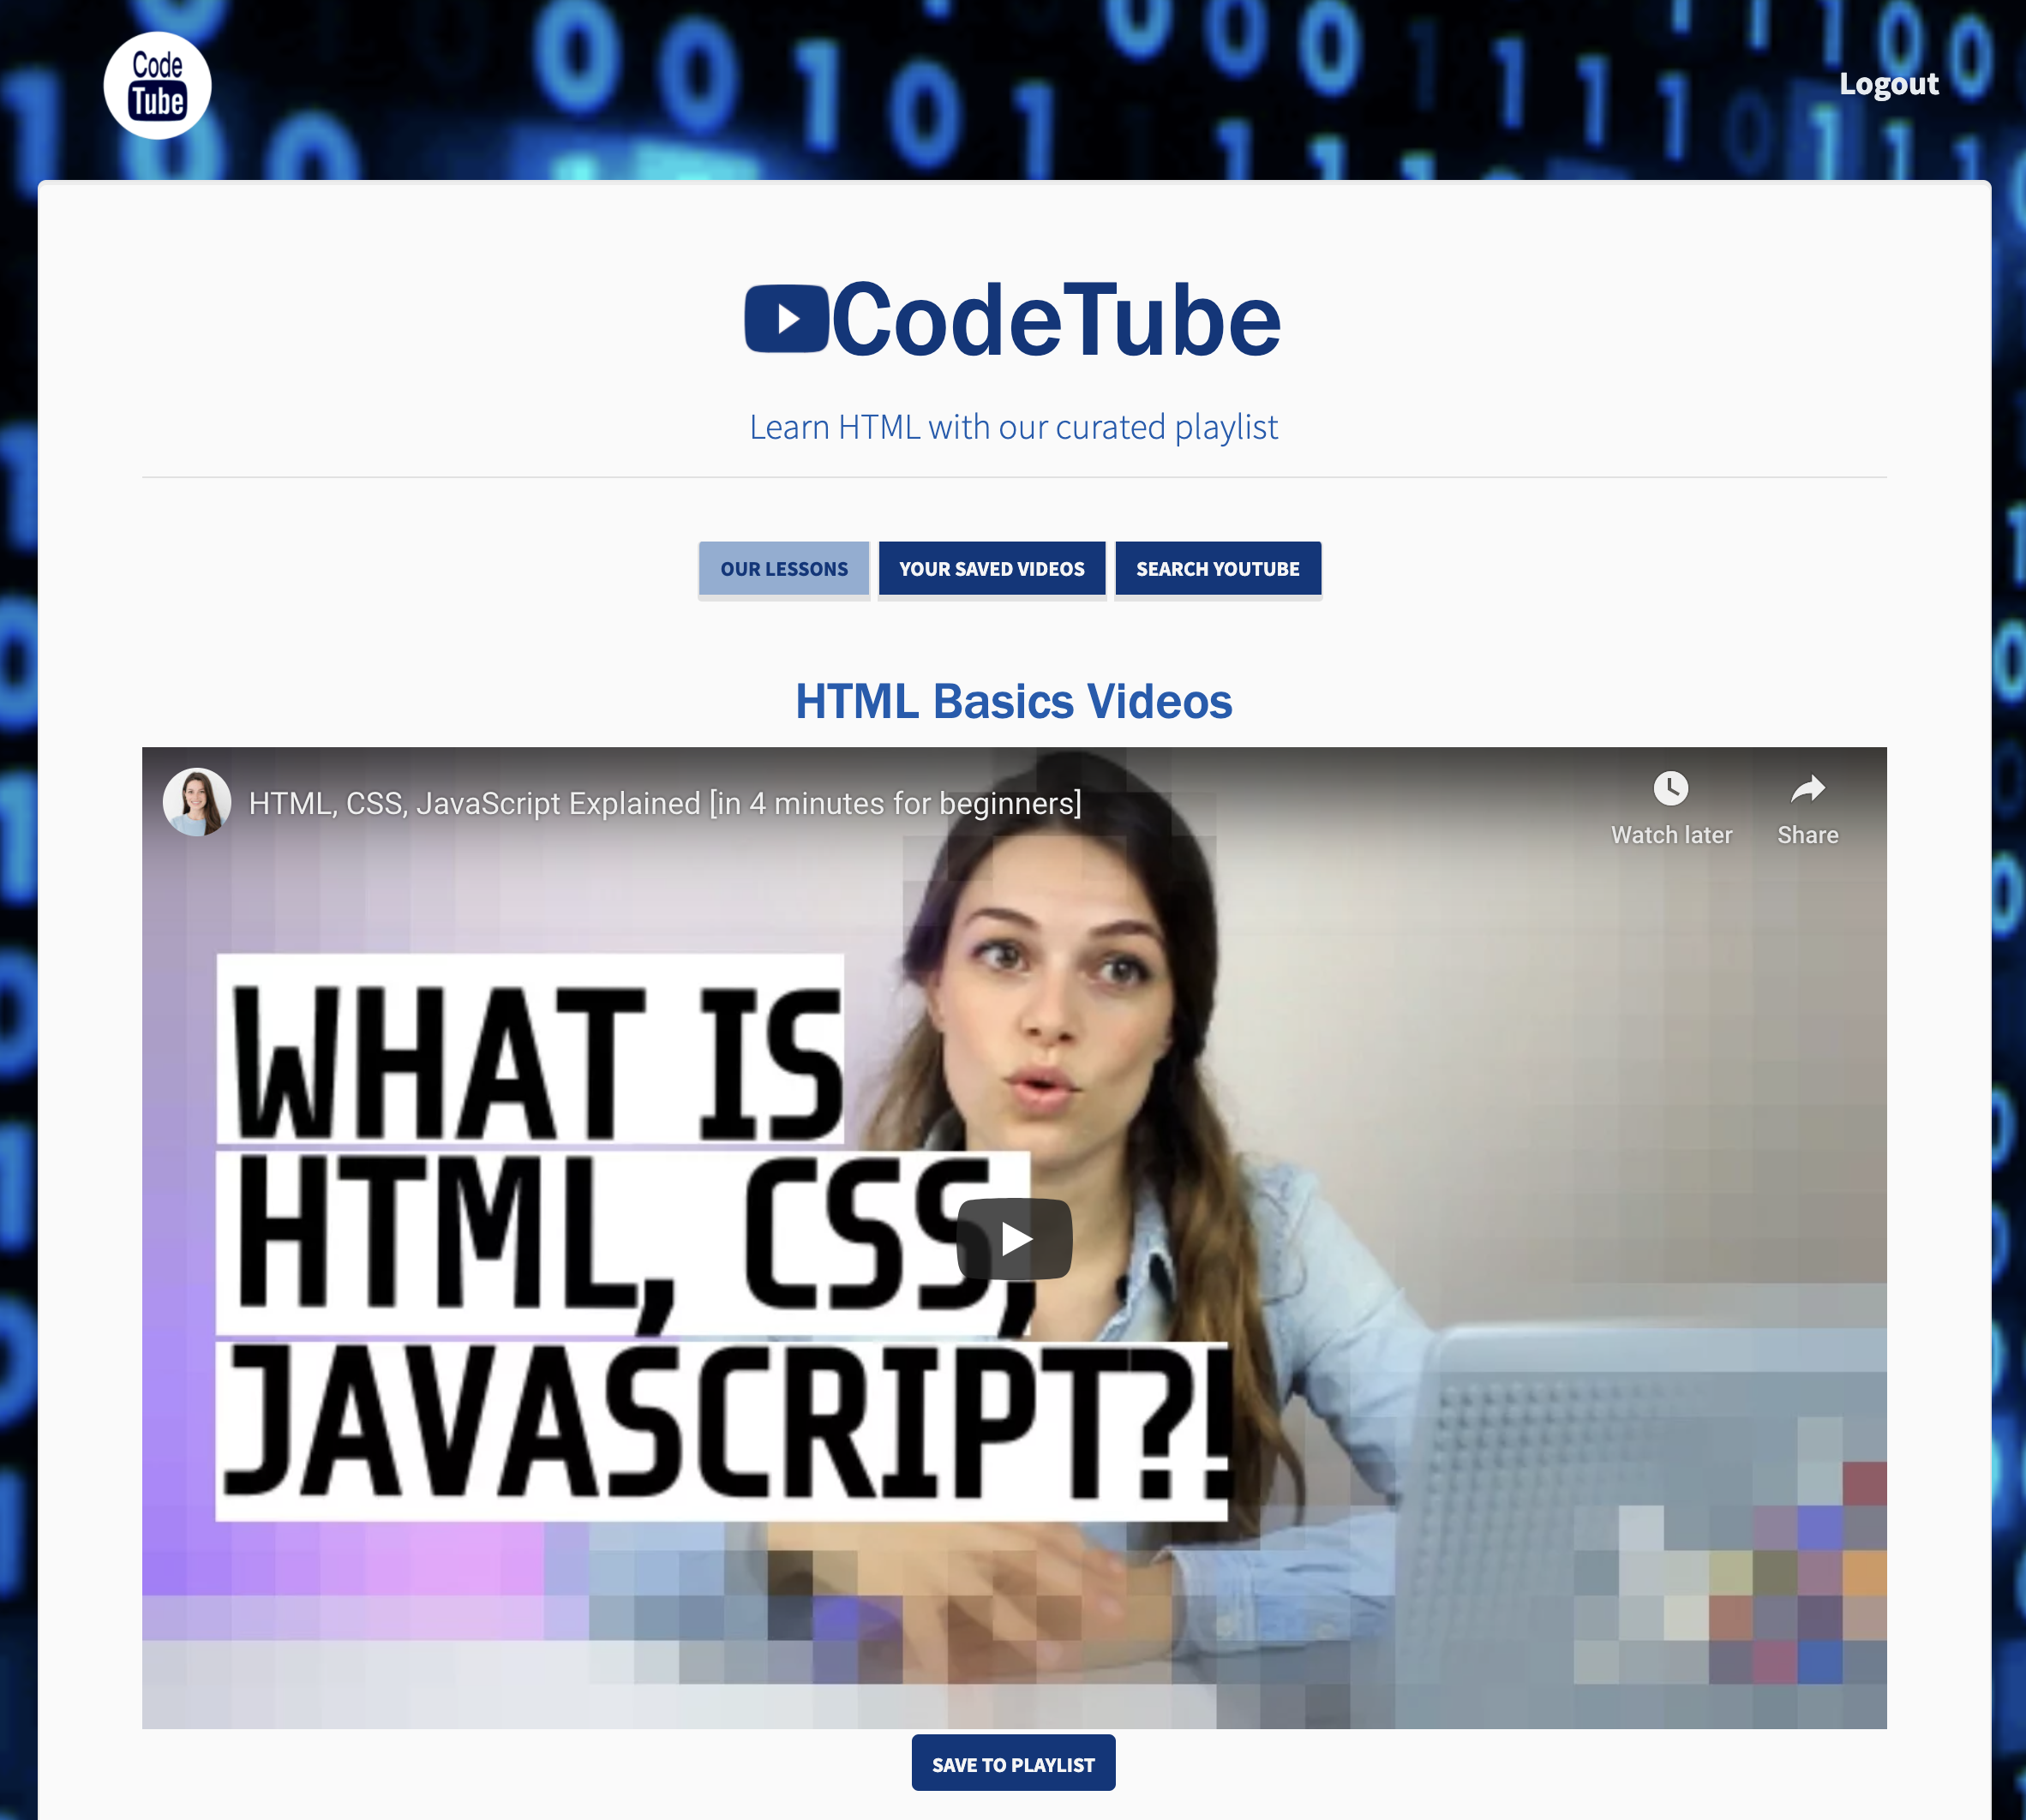 Code
Tube
Logout
CodeTube
Learn HTML with our curated playlist
OUR LESSONS
YOUR SAVED VIDEOS
SEARCH YOUTUBE
HTML Basics Videos
HTML, CSS, JavaScript Explained [in 4 minutes for beginners]
Watch later
Share
WHAT IS
HTML, CSS,
JAVASCRIPT?!
SAVE TO PLAYLIST